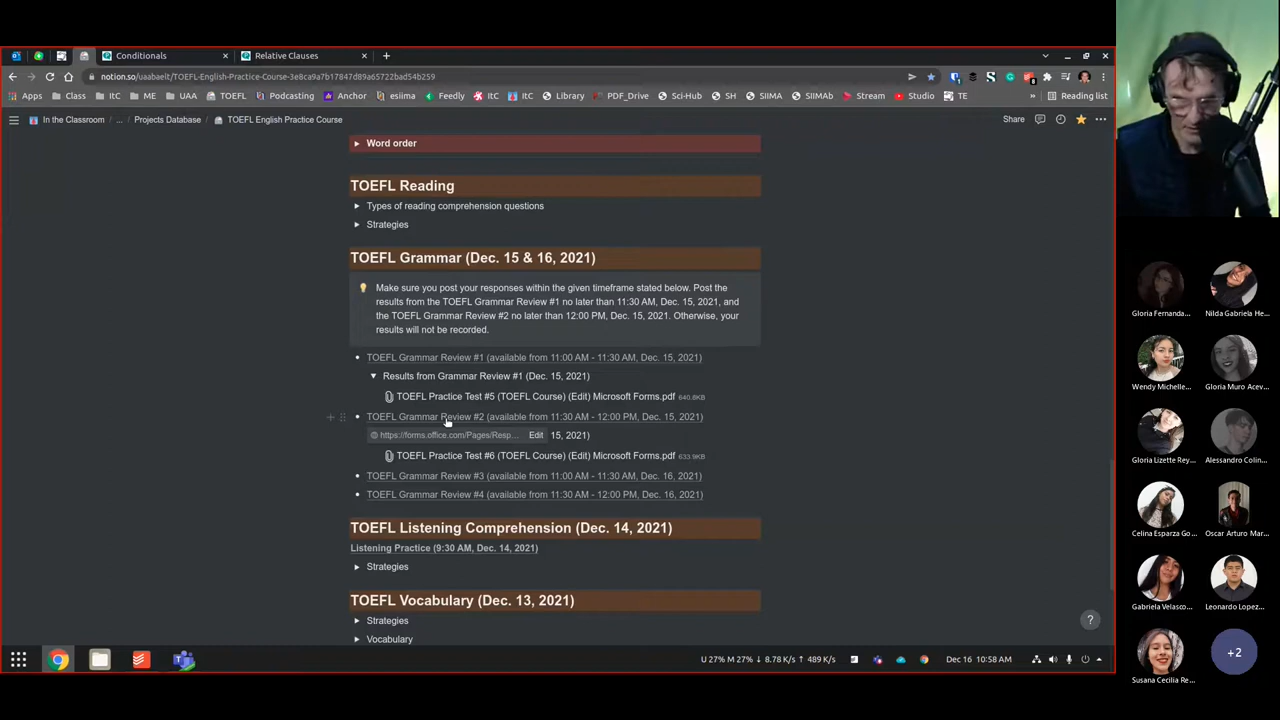 Conditionals
Relative Clauses
notion.so/uaabaelt/TOEFL-English-Practice-Course-3e8ca9a7b17847d89a65722bad54b259
Apps Class ItC ME UAA TOEFL Podcasting Anchor esiima Feedly ItC ItC Library PDF_Drive Sci-Hub SH SIIMA SIIMAb Stream Studio TE Reading list
In the Classroom / ... / Projects Database / TOEFL English Practice Course
Share
Word order
TOEFL Reading
Types of reading comprehension questions
Strategies
TOEFL Grammar (Dec. 15 & 16, 2021)
Make sure you post your responses within the given timeframe stated below. Post the
results from the TOEFL Grammar Review #1 no later than 11:30 AM, Dec. 15, 2021, and
the TOEFL Grammar Review #2 no later than 12:00 PM, Dec. 15, 2021. Otherwise, your
results will not be recorded.
TOEFL Grammar Review #1 (available from 11:00 AM - 11:30 AM, Dec. 15, 2021)
Results from Grammar Review #1 (Dec. 15, 2021)
TOEFL Practice Test #5 (TOEFL Course) (Edit) Microsoft Forms.pdf 640.8KB
TOEFL Grammar Review #2 (available from 11:30 AM - 12:00 PM, Dec. 15, 2021)
https://forms.office.com/Pages/Resp... Edit 15, 2021)
TOEFL Practice Test #6 (TOEFL Course) (Edit) Microsoft Forms.pdf 633.9KB
TOEFL Grammar Review #3 (available from 11:00 AM - 11:30 AM, Dec. 16, 2021)
TOEFL Grammar Review #4 (available from 11:30 AM - 12:00 PM, Dec. 16, 2021)
TOEFL Listening Comprehension (Dec. 14, 2021)
Listening Practice (9:30 AM, Dec. 14, 2021)
Strategies
TOEFL Vocabulary (Dec. 13, 2021)
Strategies
Vocabulary
?
U 27% M 27% ↓ 8.78 K/s ↑ 489 K/s
Dec 16 10:58 AM
Gloria Fernanda...
Nilda Gabriela He...
Wendy Michelle...
Gloria Muro Acev...
Gloria Lizette Rey...
Alessandro Colin...
Celina Esparza Go...
Oscar Arturo Mar...
Gabriela Velasco...
Leonardo Lopez...
Susana Cecilia Re...
+2